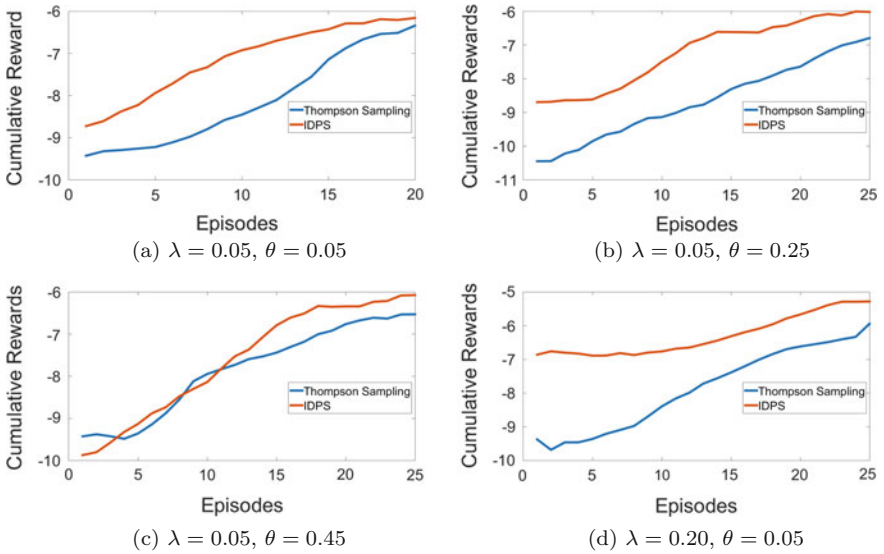 -6
-7
-8
-9
-10
0
5
10
15
20
Cumulative Reward
Thompson Sampling
IDPS
Episodes
(a) λ = 0.05, θ = 0.05
-6
-7
-8
-9
-10
-11
0
5
10
15
20
25
Cumulative Rewards
Thompson Sampling
IDPS
Episodes
(b) λ = 0.05, θ = 0.25
-6
-7
-8
-9
-10
0
5
10
15
20
25
Cumulative Rewards
Thompson Sampling
IDPS
Episodes
(c) λ = 0.05, θ = 0.45
-5
-6
-7
-8
-9
-10
0
5
10
15
20
25
Cumulative Rewards
Thompson Sampling
IDPS
Episodes
(d) λ = 0.20, θ = 0.05